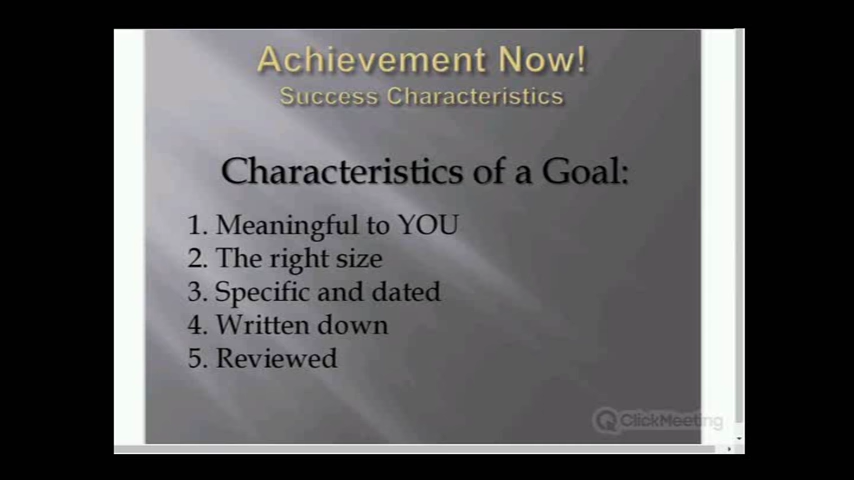 Achievement Now!
Success Characteristics
Characteristics of a Goal:
1. Meaningful to YOU
2. The right size
3. Specific and dated
4. Written down
5. Reviewed
ClickMeeting